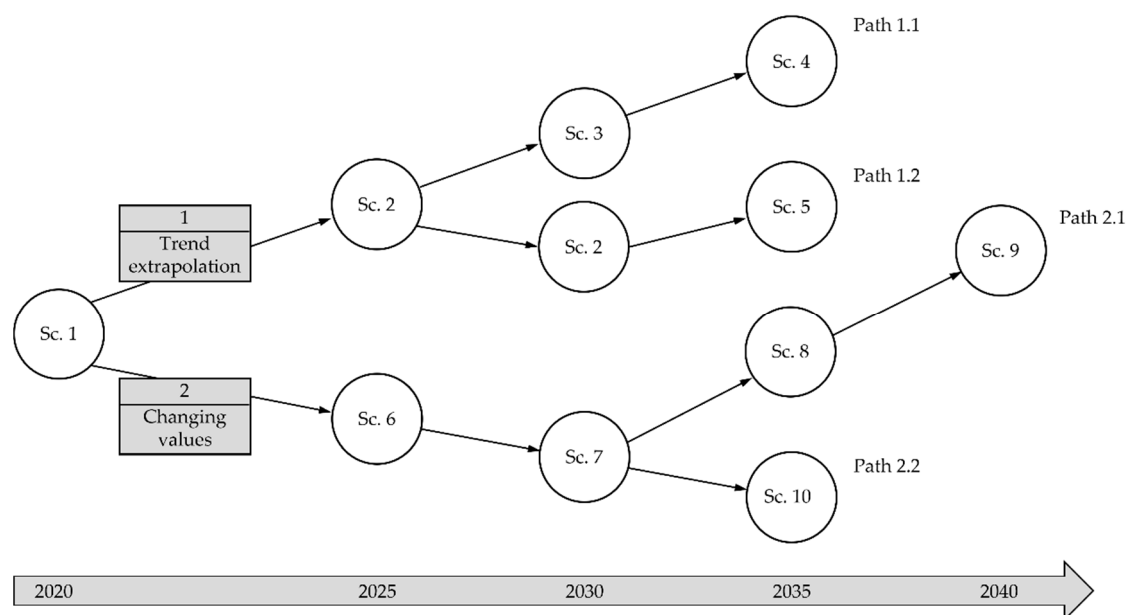 Path 1.1
Sc. 4
Sc. 3
Path 1.2
Sc. 2
Sc. 5
1
Trend
extrapolation
Path 2.1
Sc. 2
Sc. 9
Sc. 1
Sc. 8
2
Changing
values
Sc. 6
Sc. 7
Path 2.2
Sc. 10
2020 2025 2030 2035 2040